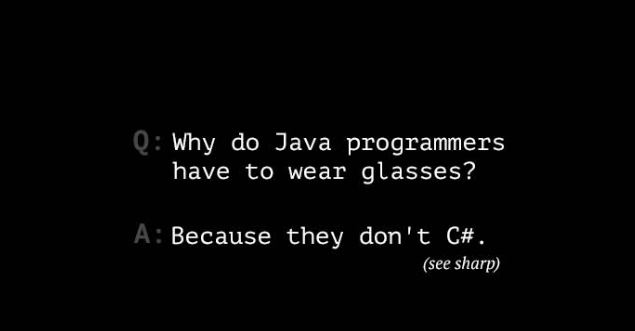 Q: Why do Java programmers
have to wear glasses?
A: Because they don't C#.
(see sharp)